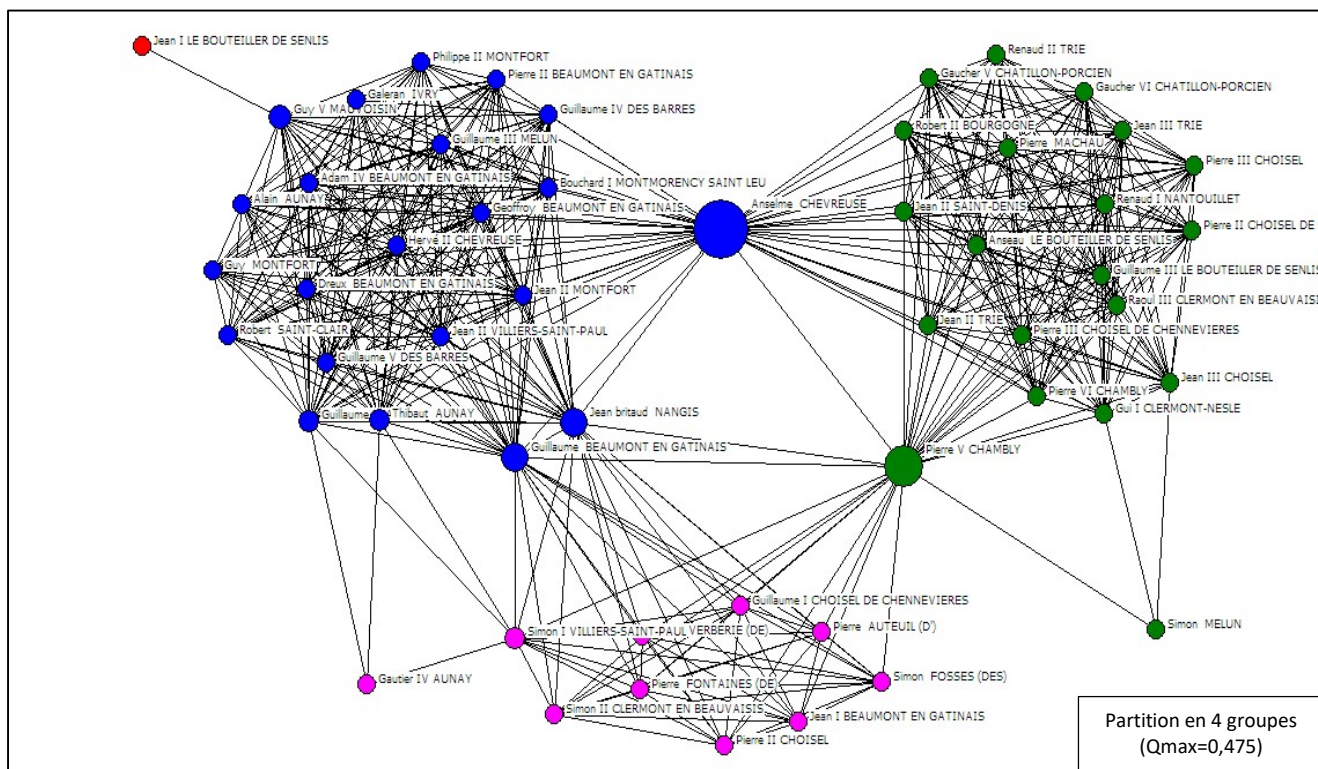 Jean I LE BOUTEILLER DE SENLIS
Philippe II MONTFORT
Pierre II BEAUMONT EN GATINAIS
Galeran IVRY
Guy V MAUVOISIN
Guillaume IV DES BARRES
Guillaume III MELUN
Adam IV BEAUMONT EN GATINAIS
Bouchard I MONTMORENCY SAINT LEU
Alain AUNAY
Geoffroy BEAUMONT EN GATINAIS
Hervé II CHEVREUSE
Guy MONTFORT
Dreux BEAUMONT EN GATINAIS
Jean II MONTFORT
Robert SAINT-CLAIR
Jean II VILLIERS-SAINT-PAUL
Guillaume V DES BARRES
Guillaume
Thibaut AUNAY
Jean britaud NANGIS
Guillaume BEAUMONT EN GATINAIS
Anselme CHEVREUSE
Renaud II TRIE
Gaucher V CHATILLON-PORCIEN
Gaucher VI CHATILLON-PORCIEN
Robert II BOURGOGNE
Jean III TRIE
Pierre MACHAU
Pierre III CHOISEL
Renaud I NANTOUILLET
Jean II SAINT-DENIS
Pierre II CHOISEL DE
Anseau LE BOUTEILLER DE SENLIS
Guillaume III LE BOUTEILLER DE SENLIS
Raoul III CLERMONT EN BEAUVAISI
Jean II TRIE
Pierre III CHOISEL DE CHENNEVIERES
Jean III CHOISEL
Pierre VI CHAMBLY
Gui I CLERMONT-NESLE
Pierre V CHAMBLY
Simon MELUN
Guillaume I CHOISEL DE CHENNEVIERES
Simon I VILLIERS-SAINT-PAUL
VERBERIE (DE)
Pierre AUTEUIL (D')
Gautier IV AUNAY
Pierre FONTAINES (DE)
Simon FOSSES (DES)
Simon II CLERMONT EN BEAUVAISIS
Jean I BEAUMONT EN GATINAIS
Pierre II CHOISEL
Partition en 4 groupes
(Qmax=0,475)